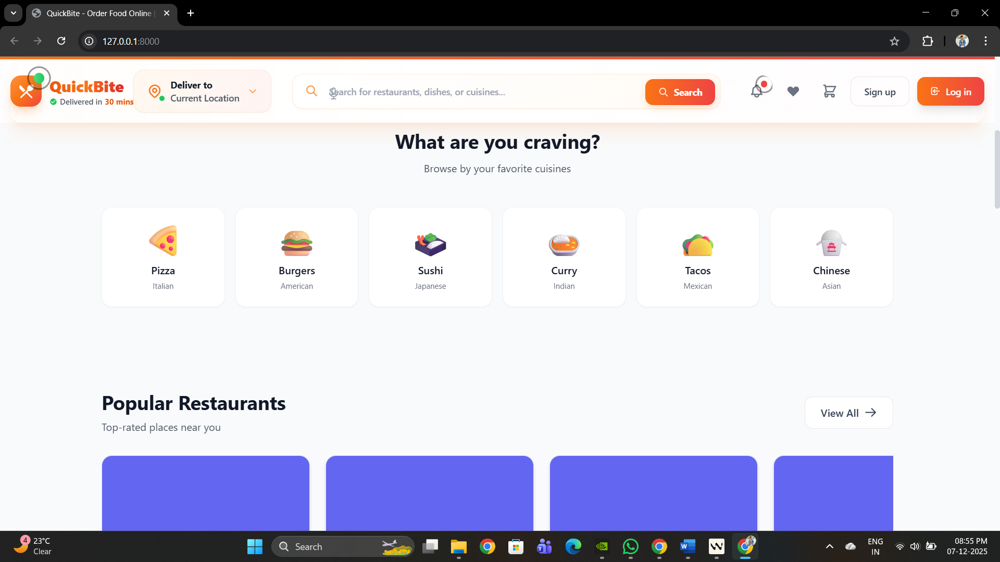 QuickBite - Order Food Online |
127.0.0.1:8000
QuickBite
Delivered in 30 mins
Deliver to
Current Location
Search for restaurants, dishes, or cuisines...
Search
Sign up
Log in
What are you craving?
Browse by your favorite cuisines
Pizza
Italian
Burgers
American
Sushi
Japanese
Curry
Indian
Tacos
Mexican
Chinese
Asian
Popular Restaurants
Top-rated places near you
View All
4
23°C
Clear
Search
ENG
IN
08:55 PM
07-12-2025